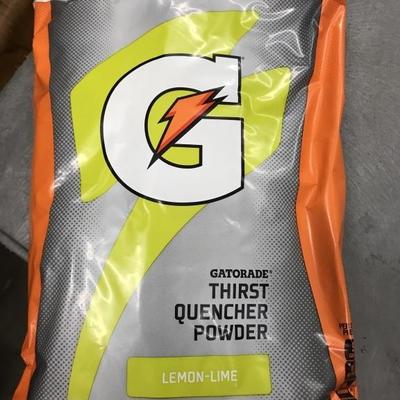 G
GATORADE®
THIRST
QUENCHER
POWDER
LEMON-LIME